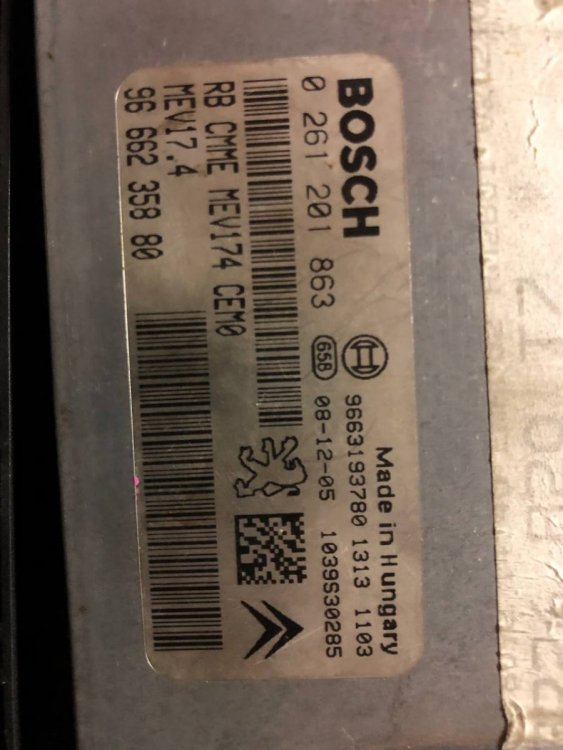 BOSCH
0 261 201 863
658
08-12-05
1039S30285
Made in Hungary
9663193780 1313 1103
RB CMME MEV174 CEM0
MEV17.4
96 662 358 80